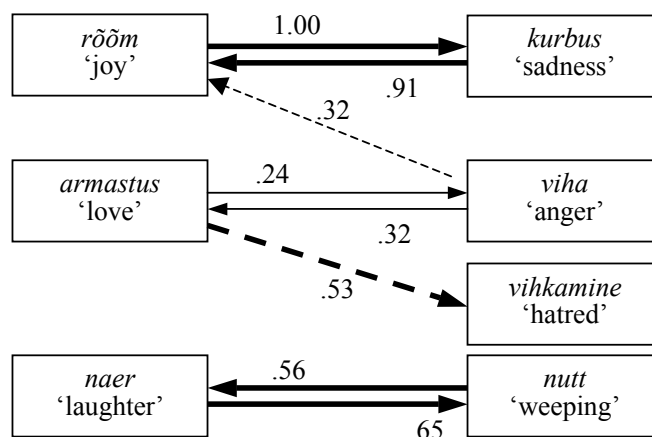 rõõm
‘joy’
1.00
kurbus
‘sadness’
.91
.32
armastus
‘love’
.24
viha
‘anger’
.32
.53
vihkamine
‘hatred’
naer
‘laughter’
.56
nutt
‘weeping’
65